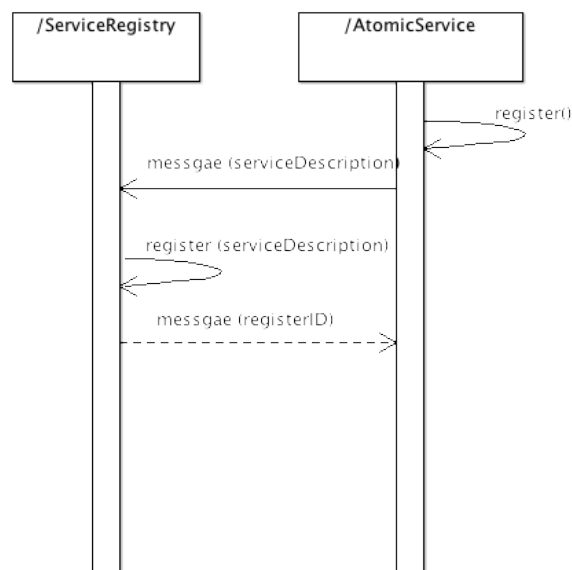 /ServiceRegistry
/AtomicService
register()
messgae (serviceDescription)
register (serviceDescription)
messgae (registerID)